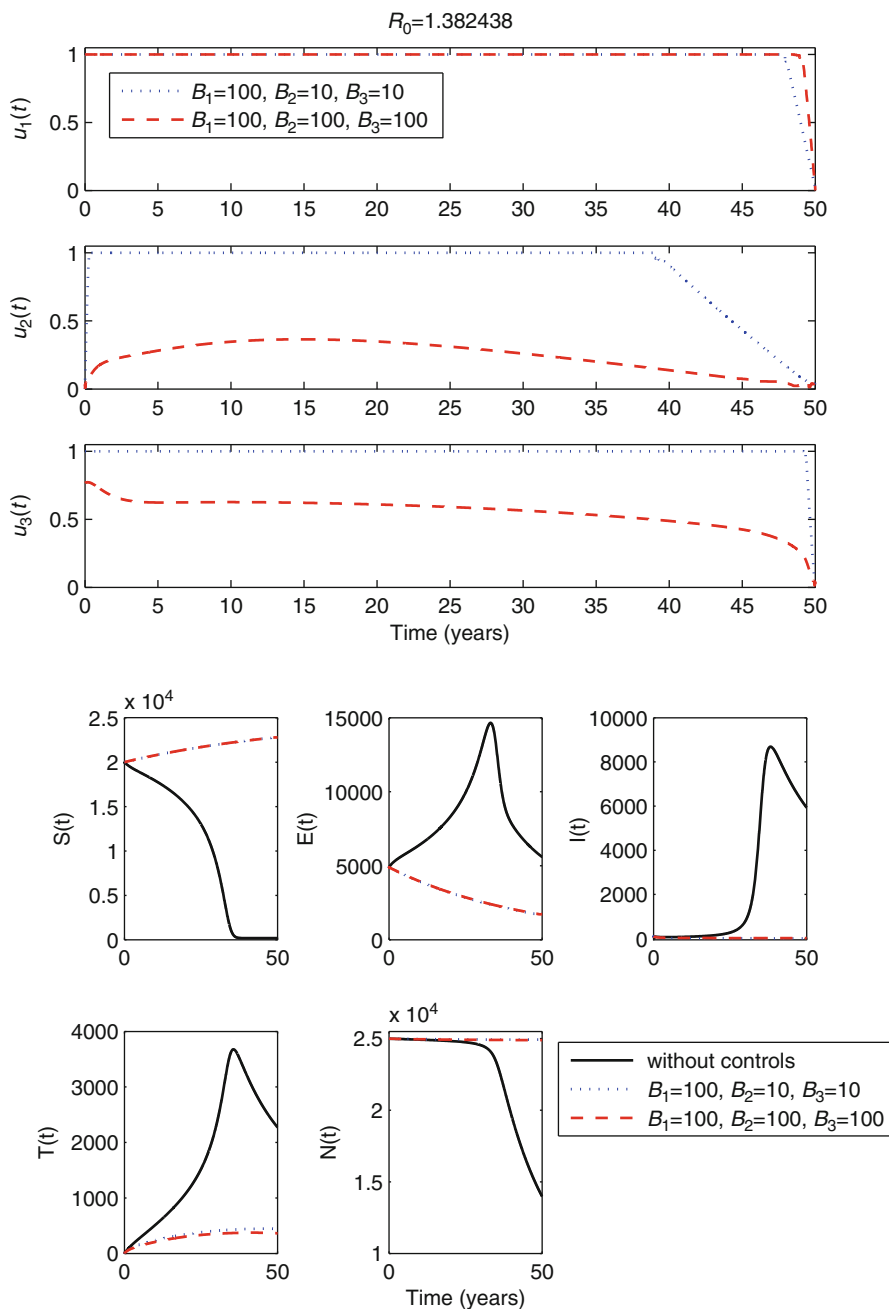 R₀=1.382438
u₁(t)
1
0.5
0
B₁=100, B₂=10, B₃=10
B₁=100, B₂=100, B₃=100
0 5 10 15 20 25 30 35 40 45 50
u₂(t)
1
0.5
0
0 5 10 15 20 25 30 35 40 45 50
u₃(t)
1
0.5
0
0 5 10 15 20 25 30 35 40 45 50
Time (years)
x 10⁴
S(t)
2.5
2
1.5
1
0.5
0
0 50
E(t)
15000
10000
5000
0
0 50
I(t)
10000
8000
6000
4000
2000
0
0 50
T(t)
4000
3000
2000
1000
0
0 50
x 10⁴
N(t)
2.5
2
1.5
1
0 50
Time (years)
without controls
B₁=100, B₂=10, B₃=10
B₁=100, B₂=100, B₃=100